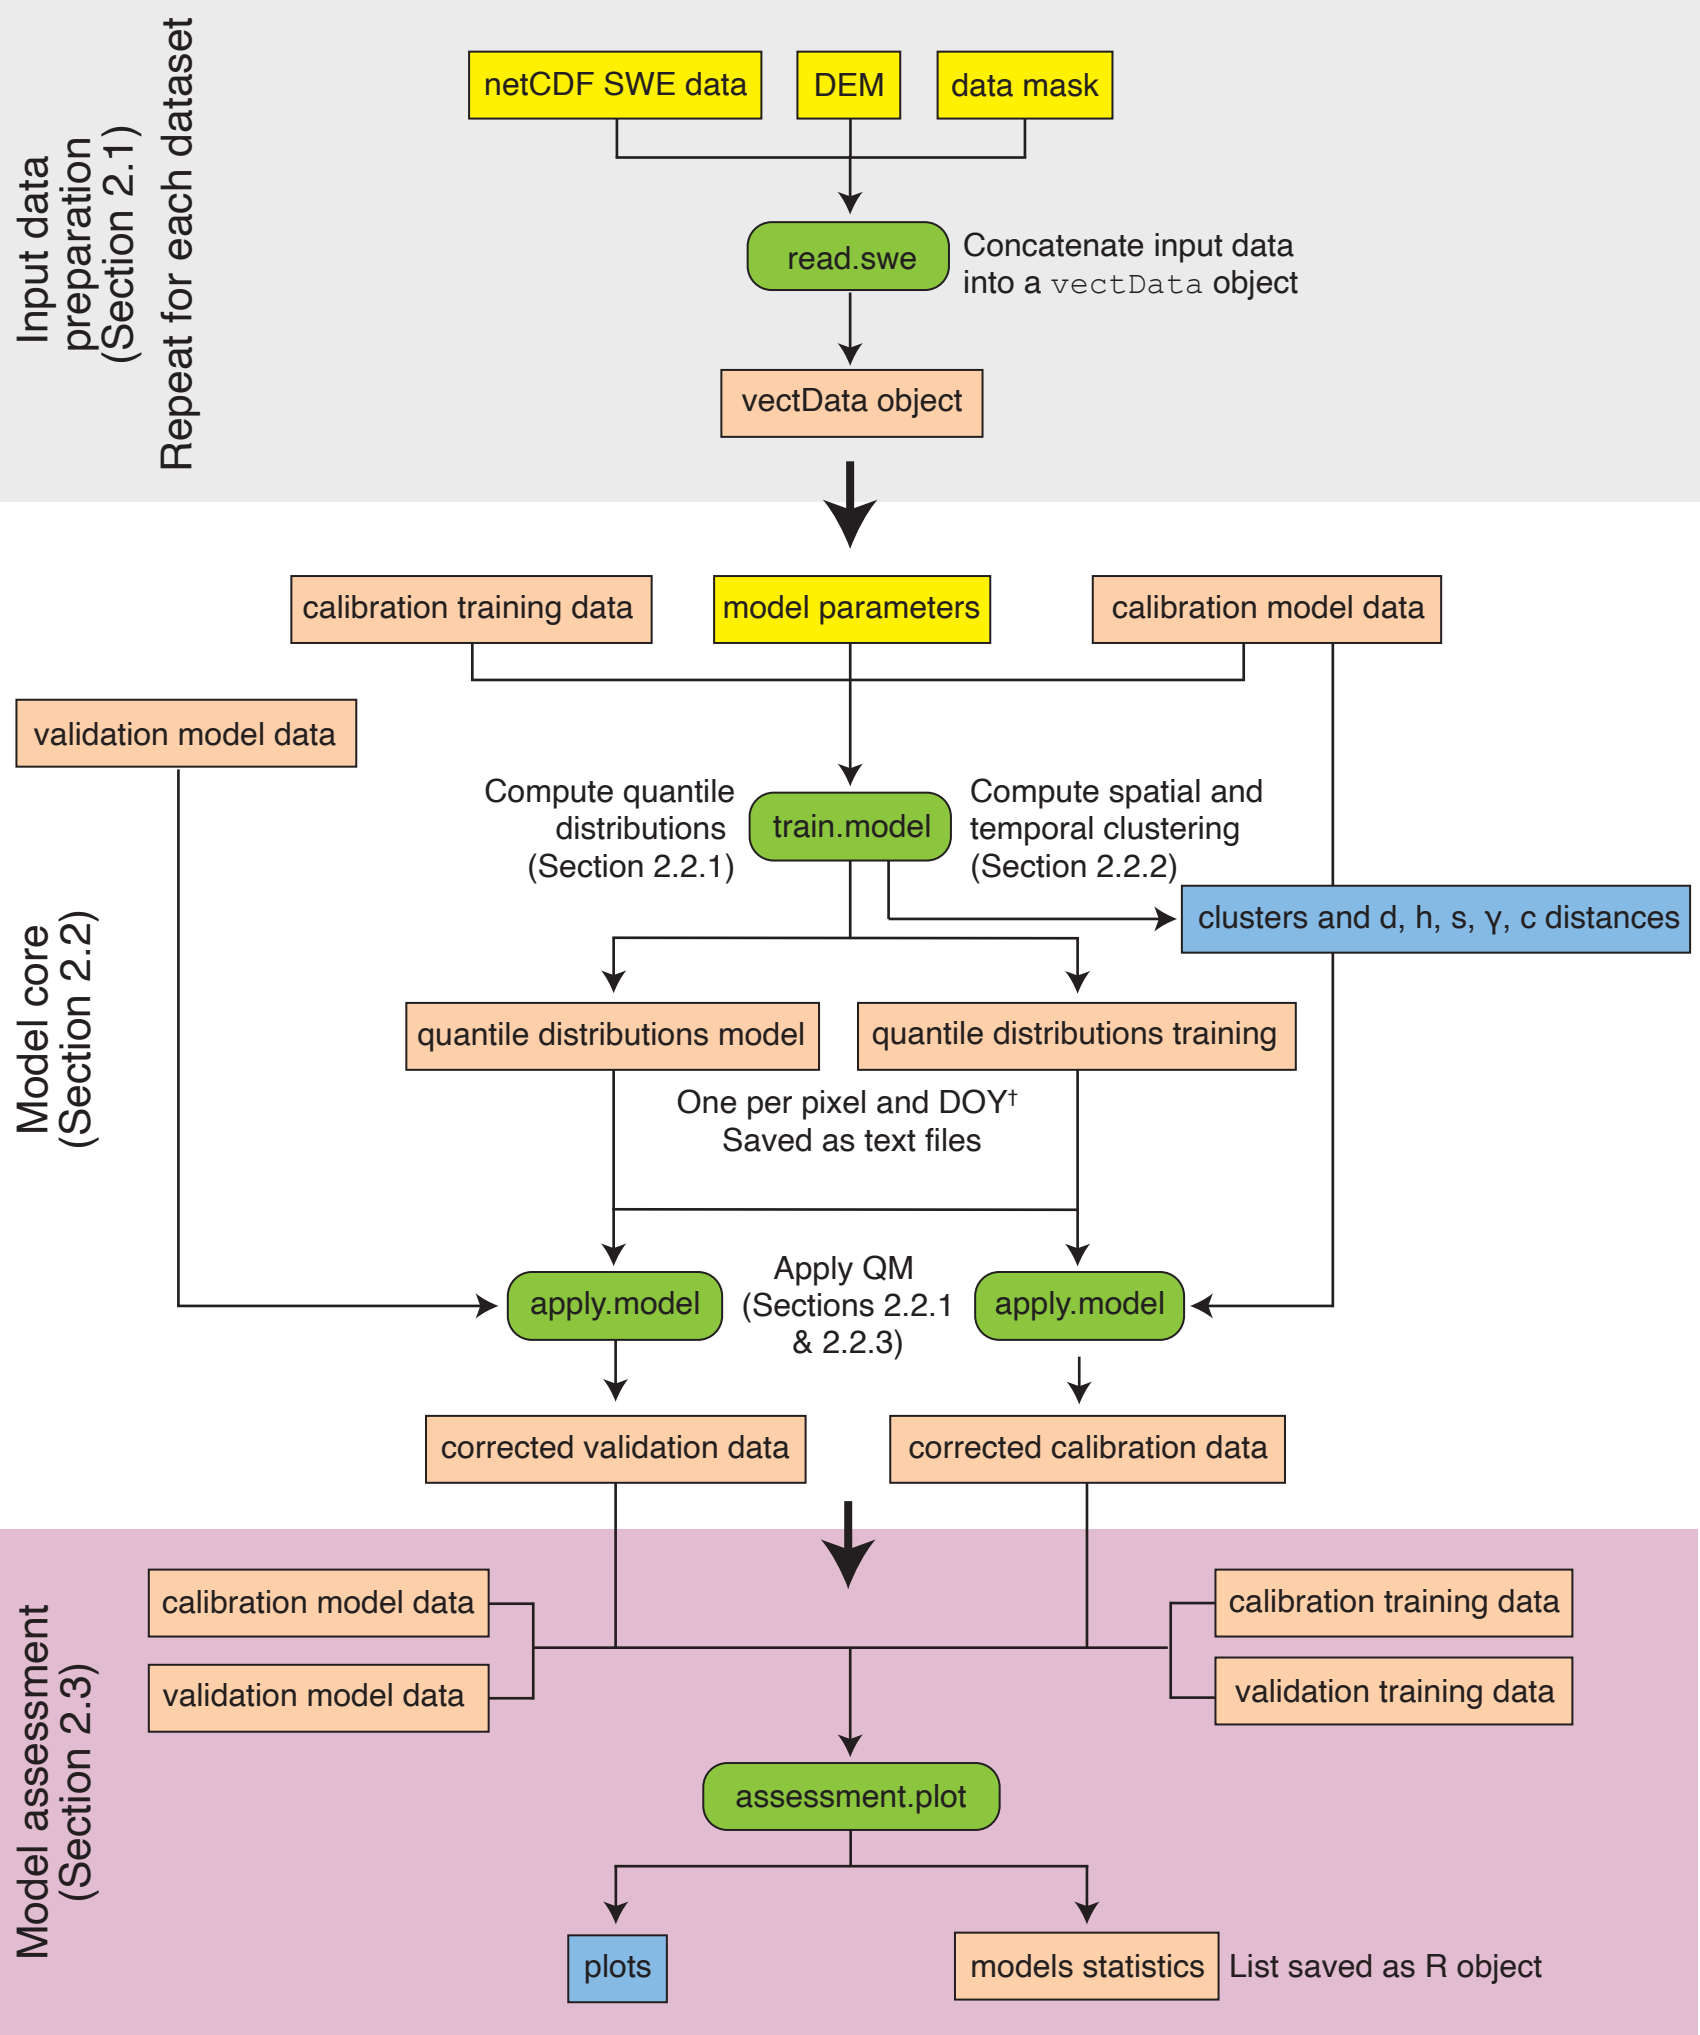 Input data
preparation
(Section 2.1)
Repeat for each dataset
netCDF SWE data
DEM
data mask
read.swe
Concatenate input data
into a vectData object
vectData object
Model core
(Section 2.2)
calibration training data
model parameters
calibration model data
validation model data
Compute quantile
distributions
(Section 2.2.1)
train.model
Compute spatial and
temporal clustering
(Section 2.2.2)
clusters and d, h, s, γ, c distances
quantile distributions model
quantile distributions training
One per pixel and DOY†
Saved as text files
apply.model
Apply QM
(Sections 2.2.1
& 2.2.3)
apply.model
corrected validation data
corrected calibration data
Model assessment
(Section 2.3)
calibration model data
validation model data
calibration training data
validation training data
assessment.plot
plots
models statistics
List saved as R object